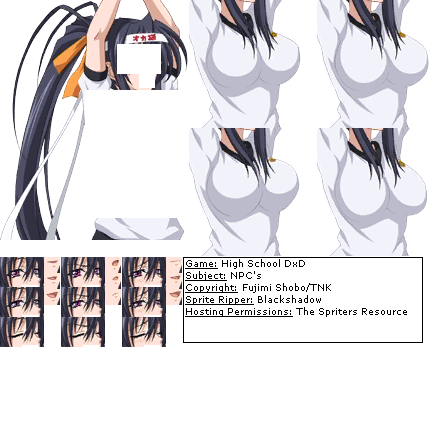 Game: High School DxD
Subject: NPC's
Copyright: Fujimi Shobo/TNK
Sprite Ripper: Blackshadow
Hosting Permissions: The Spriters Resource